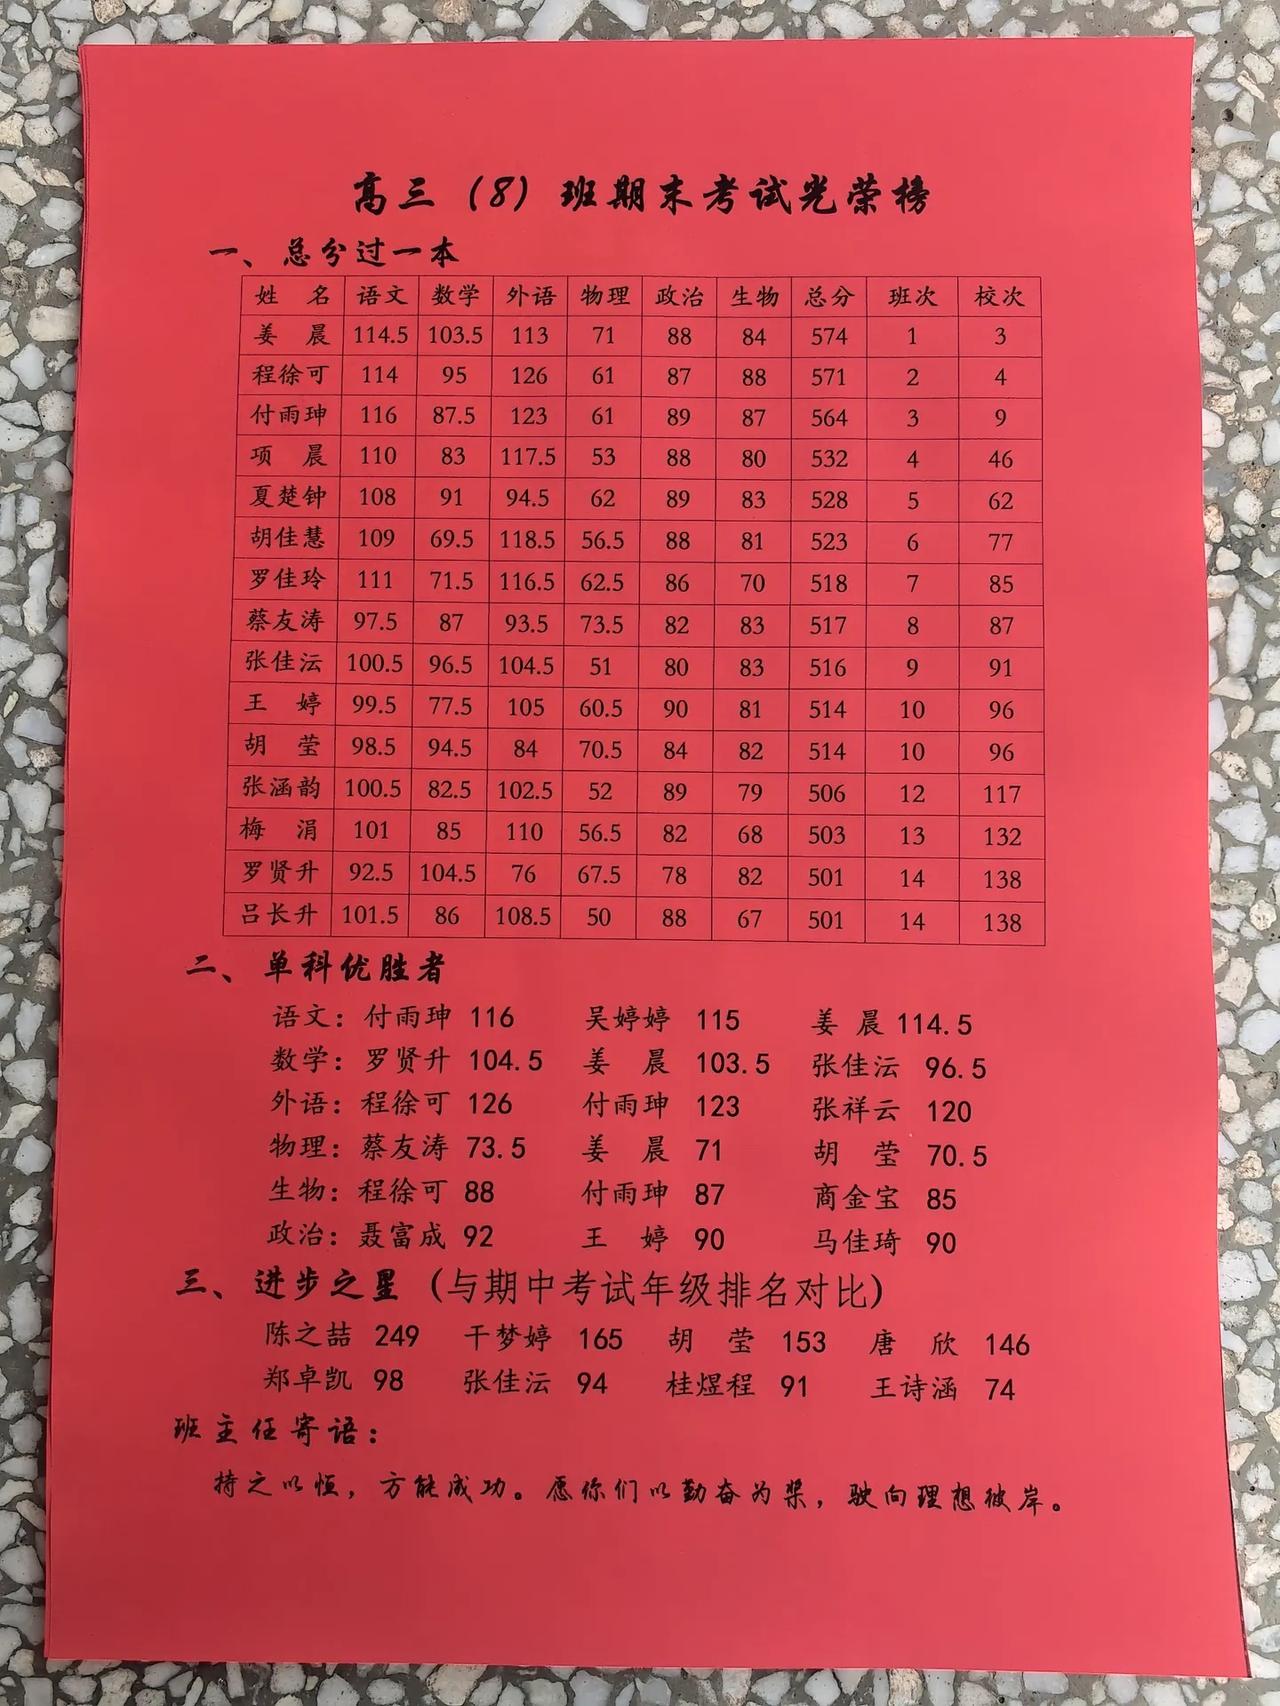 高三（8）班期末考试光荣榜
一、总分过一本
姓 名 语文 数学 外语 物理 政治 生物 总分 班次 校次
姜 晨 114.5 103.5 113 71 88 84 574 1 3
程徐可 114 95 126 61 87 88 571 2 4
付雨珅 116 87.5 123 61 89 87 564 3 9
项 晨 110 83 117.5 53 88 80 532 4 46
夏楚钟 108 91 94.5 62 89 83 528 5 62
胡佳慧 109 69.5 118.5 56.5 88 81 523 6 77
罗佳玲 111 71.5 116.5 62.5 86 70 518 7 85
蔡友涛 97.5 87 93.5 73.5 82 83 517 8 87
张佳沄 100.5 96.5 104.5 51 80 83 516 9 91
王 婷 99.5 77.5 105 60.5 90 81 514 10 96
胡 莹 98.5 94.5 84 70.5 84 82 514 10 96
张涵韵 100.5 82.5 102.5 52 89 79 506 12 117
梅 涓 101 85 110 56.5 82 68 503 13 132
罗贤升 92.5 104.5 76 67.5 78 82 501 14 138
吕长升 101.5 86 108.5 50 88 67 501 14 138
二、单科优胜者
语文：付雨珅 116 吴婷婷 115 姜 晨 114.5
数学：罗贤升 104.5 姜 晨 103.5 张佳沄 96.5
外语：程徐可 126 付雨珅 123 张祥云 120
物理：蔡友涛 73.5 姜 晨 71 胡 莹 70.5
生物：程徐可 88 付雨珅 87 商金宝 85
政治：聂富成 92 王 婷 90 马佳琦 90
三、进步之星（与期中考试年级排名对比）
陈之喆 249 干梦婷 165 胡 莹 153 唐 欣 146
郑卓凯 98 张佳沄 94 桂煜程 91 王诗涵 74
班主任寄语：
持之以恒，方能成功。愿你们以勤奋为桨，驶向理想彼岸。